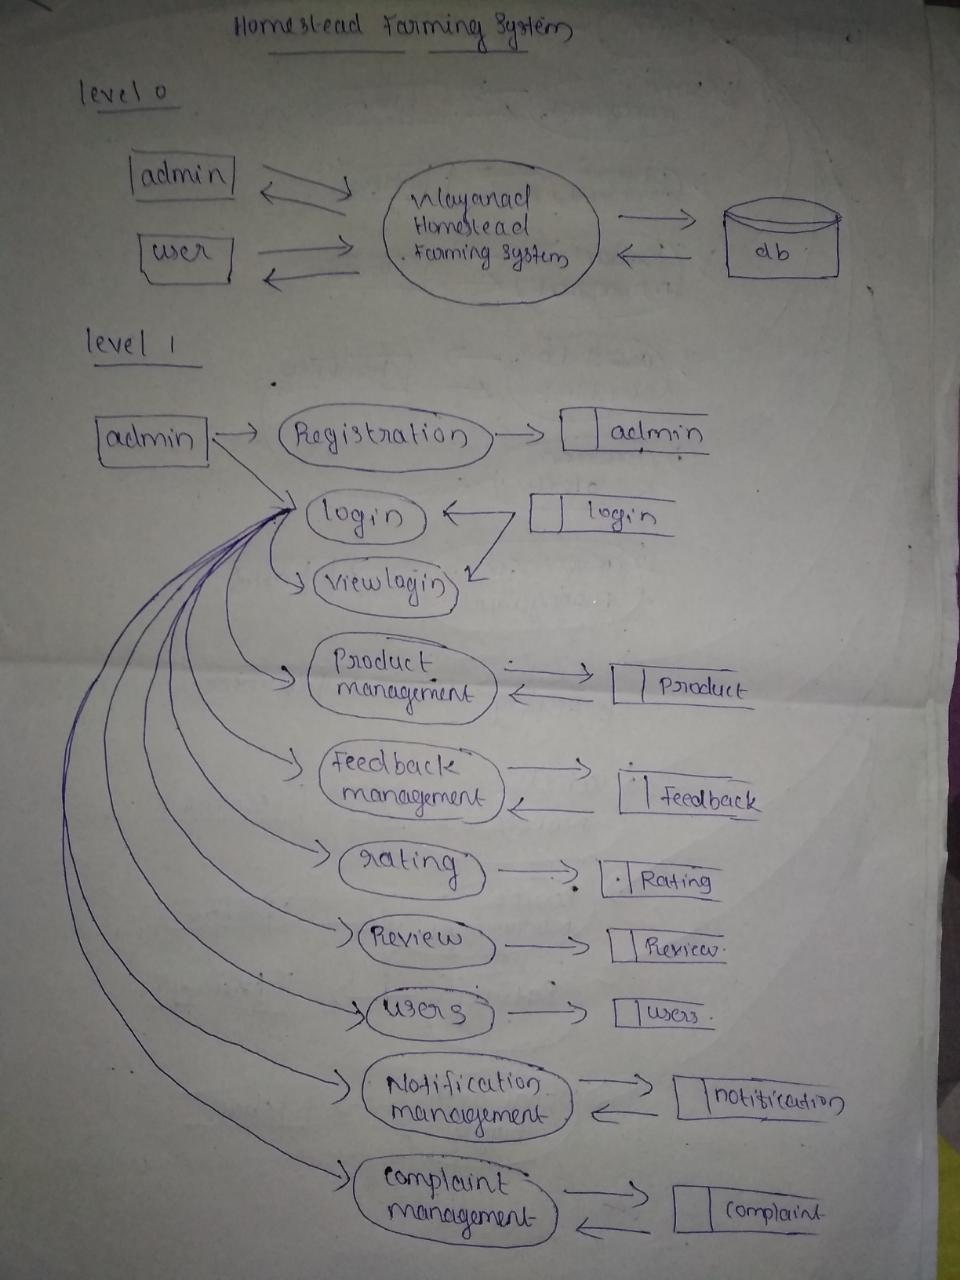 Homestead Farming System
level 0
admin
user
Wayanad
Homestead
Farming System
db
level 1
admin
Registration
admin
login
login
viewlogin
Product
management
Product
Feedback
management
Feedback
rating
Rating
Review
Review
users
users
Notification
management
notification
complaint
management
complaint